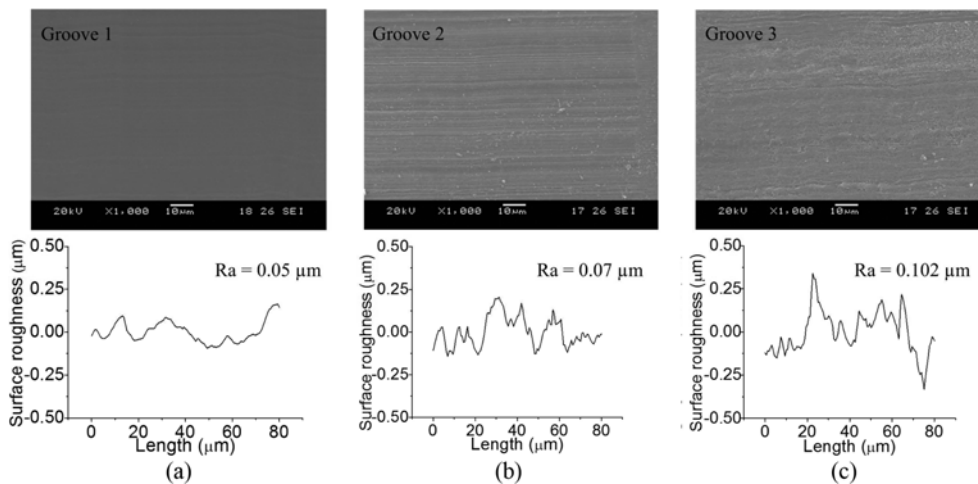 Groove 1
20kV ×1,000 10μm 18 26 SEI
Groove 2
20kV ×1,000 10μm 17 26 SEI
Groove 3
20kV ×1,000 10μm 17 26 SEI
Surface roughness (μm)
0.50
0.25
0.00
-0.25
-0.50
Ra = 0.05 μm
0 20 40 60 80
Length (μm)
(a)
Surface roughness (μm)
0.50
0.25
0.00
-0.25
-0.50
Ra = 0.07 μm
0 20 40 60 80
Length (μm)
(b)
Surface roughness (μm)
0.50
0.25
0.00
-0.25
-0.50
Ra = 0.102 μm
0 20 40 60 80
Length (μm)
(c)